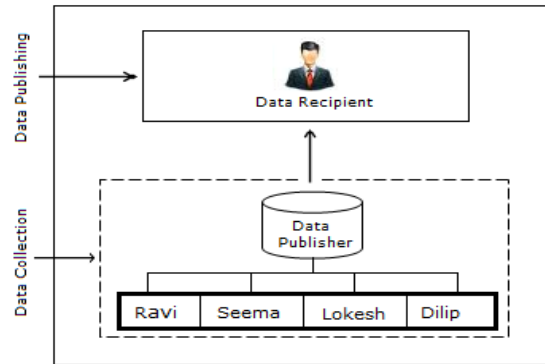 Data Publishing
Data Recipient
Data Collection
Data
Publisher
Ravi Seema Lokesh Dilip